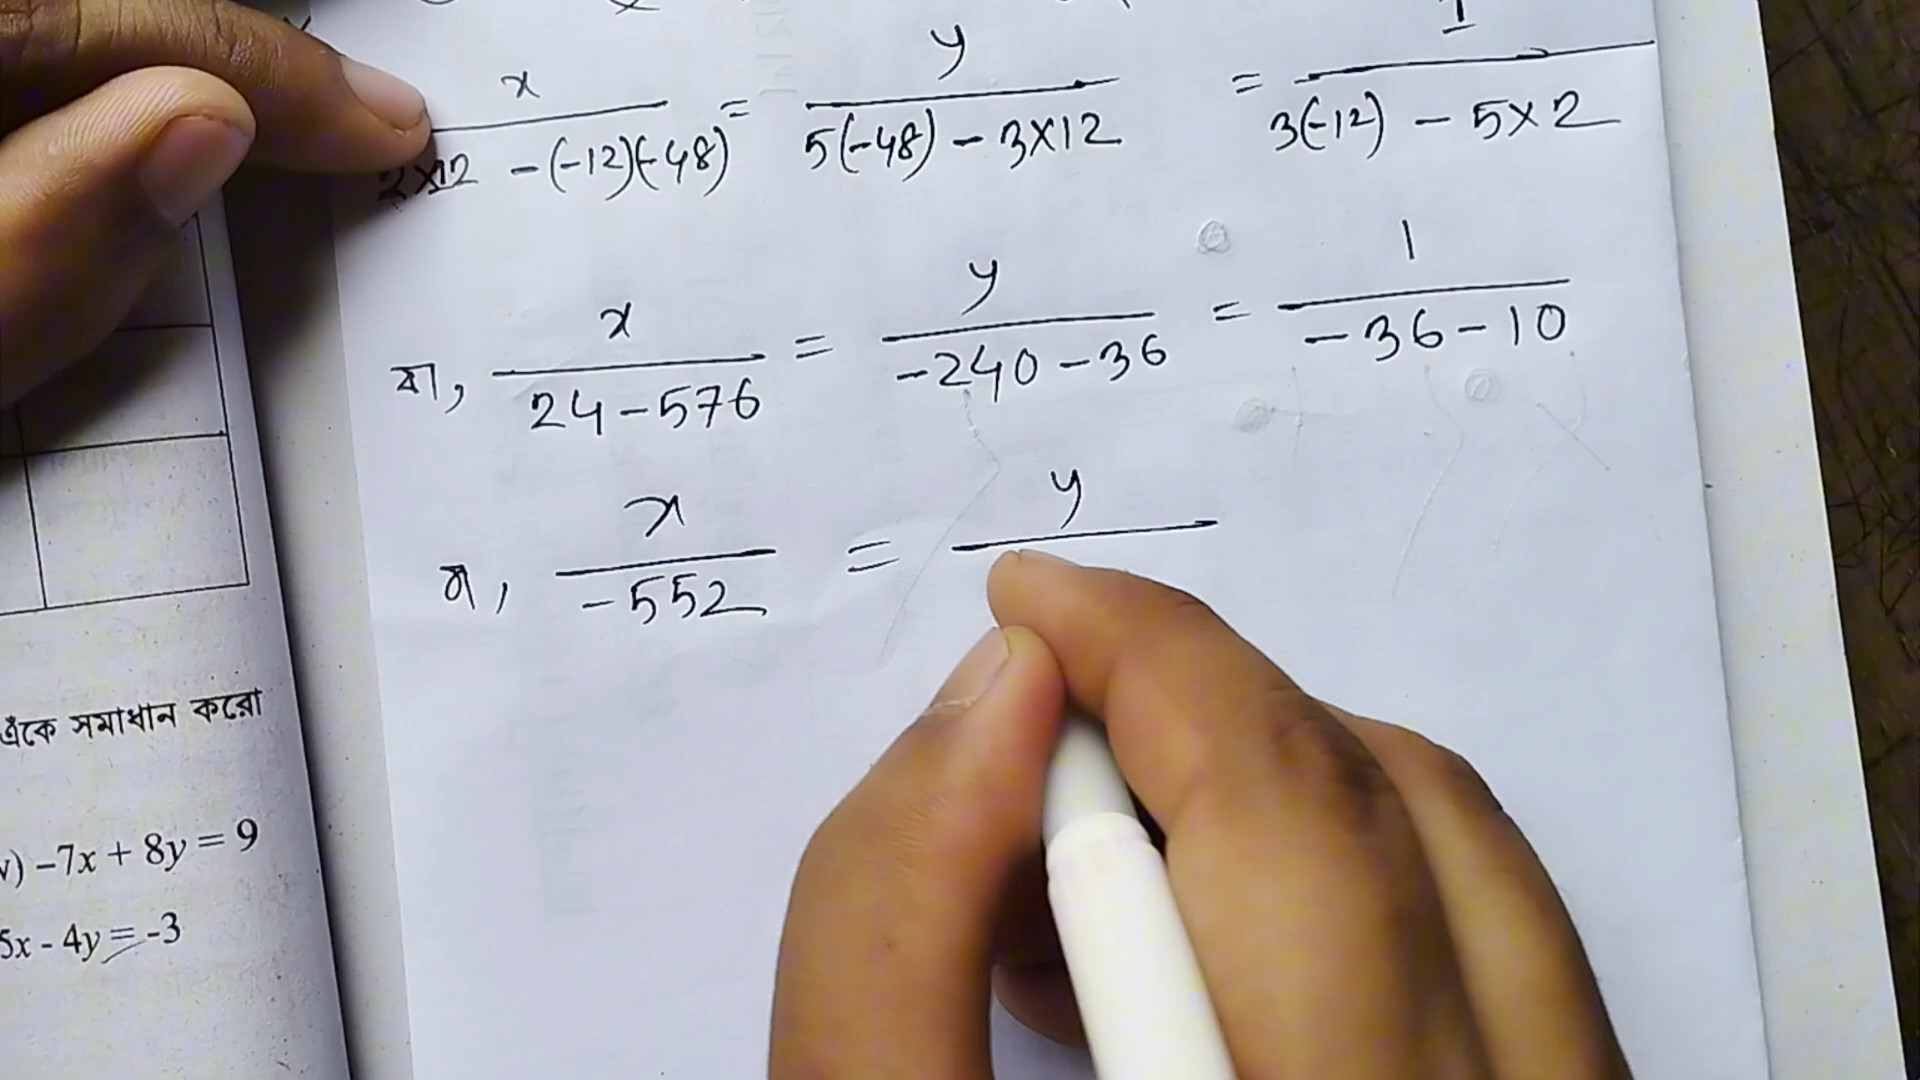 x y 1
2×12 -(-12)(-48) = 5(-48) - 3×12 = 3(-12) - 5×2
বা, x/24-576 = y/-240-36 = 1/-36-10
বা, x/-552 = y/
এঁকে সমাধান করো
v) -7x + 8y = 9
5x - 4y = -3